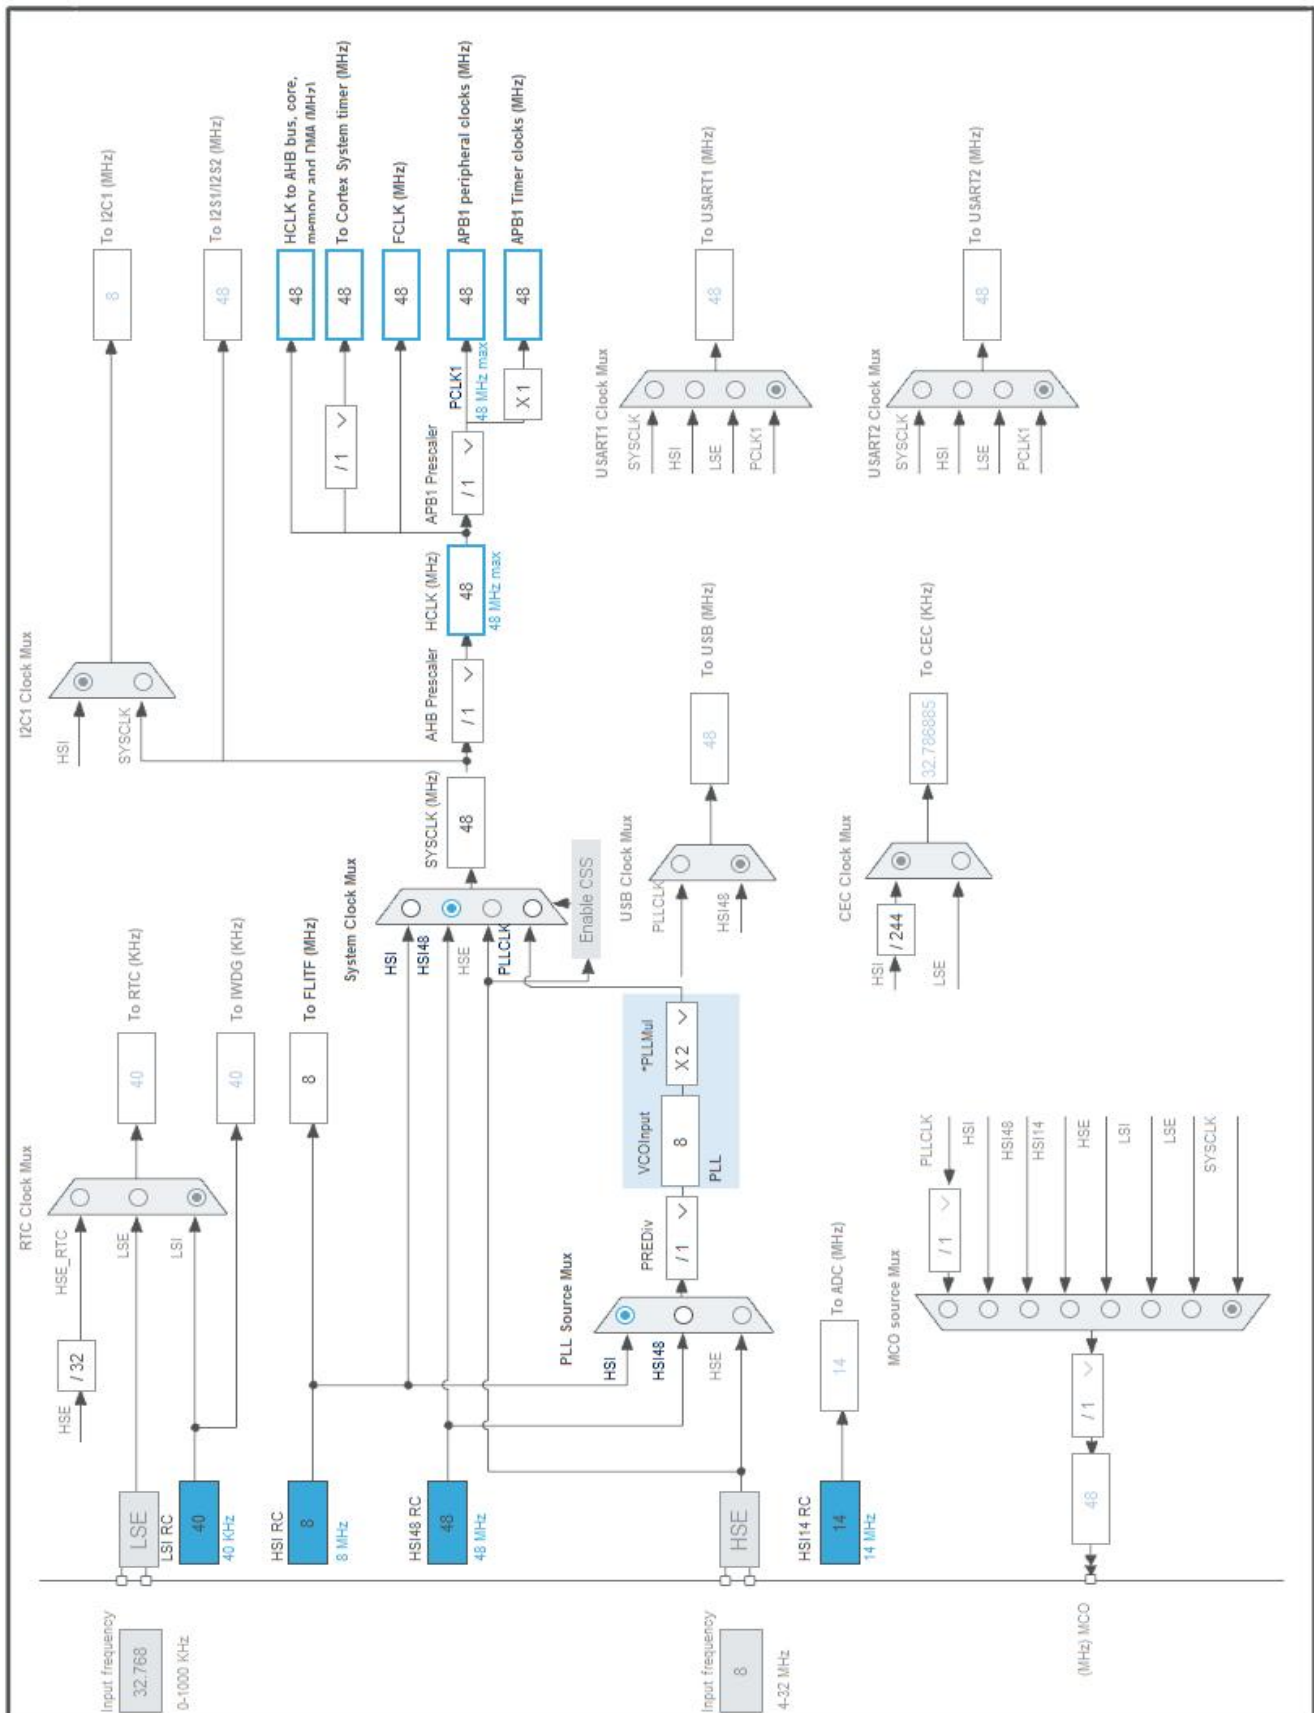 Input frequency
32.768
0-1000 KHz
LSE
LSI RC
40
40 KHz
HSE
/ 32
HSE_RTC
LSE
LSI
RTC Clock Mux
40
To RTC (KHz)
40
To IWDG (KHz)
HSI RC
8
8 MHz
8
To FLITF (MHz)
HSI48 RC
48
48 MHz
Input frequency
8
4-32 MHz
HSE
HSI14 RC
14
14 MHz
14
To ADC (MHz)
PLL Source Mux
HSI
HSI48
HSE
PREDiv
/ 1
VCOInput
8
*PLLMul
X 2
PLL
System Clock Mux
HSI
HSI48
HSE
PLLCLK
Enable CSS
SYSCLK (MHz)
48
AHB Prescaler
/ 1
HCLK (MHz)
48
48 MHz max
APB1 Prescaler
/ 1
PCLK1
48 MHz max
X 1
/ 1
I2C1 Clock Mux
HSI
SYSCLK
8
To I2C1 (MHz)
48
To I2S1/I2S2 (MHz)
48
HCLK to AHB bus, core,
memory and DMA (MHz)
48
To Cortex System timer (MHz)
48
FCLK (MHz)
48
APB1 peripheral clocks (MHz)
48
APB1 Timer clocks (MHz)
USB Clock Mux
PLLCLK
HSI48
48
To USB (MHz)
CEC Clock Mux
HSI
/ 244
LSE
32.786885
To CEC (KHz)
USART1 Clock Mux
SYSCLK
HSI
LSE
PCLK1
48
To USART1 (MHz)
USART2 Clock Mux
SYSCLK
HSI
LSE
PCLK1
48
To USART2 (MHz)
MCO source Mux
PLLCLK
/ 1
HSI
HSI48
HSI14
HSE
LSI
LSE
SYSCLK
/ 1
48
(MHz) MCO